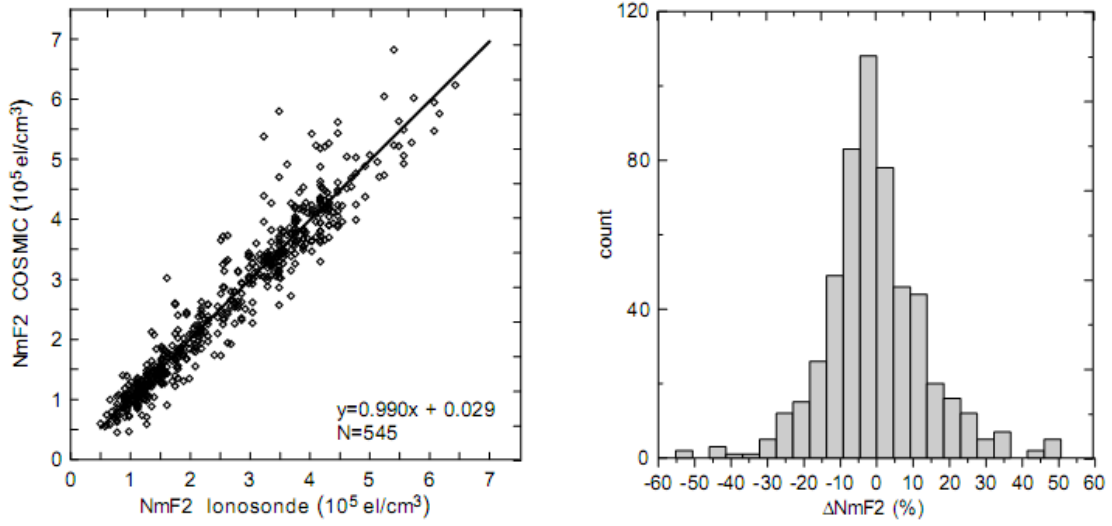 7
6
5
4
3
2
1
0
NmF2 COSMIC (10⁵ el/cm³)
y=0.990x + 0.029
N=545
0 1 2 3 4 5 6 7
NmF2 Ionosonde (10⁵ el/cm³)
120
80
40
0
count
-60 -50 -40 -30 -20 -10 0 10 20 30 40 50 60
ΔNmF2 (%)